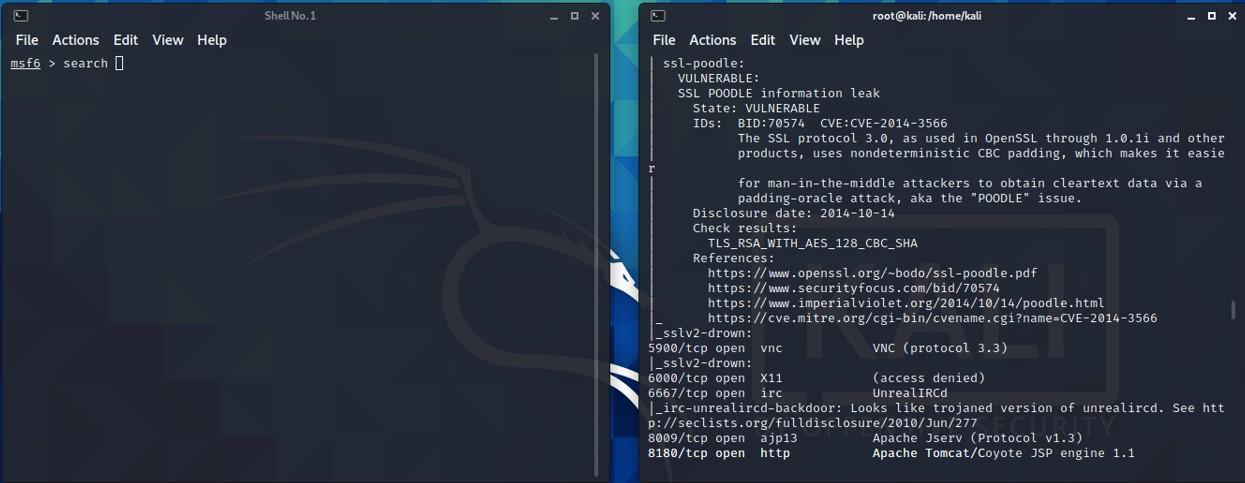 Shell No. 1
File Actions Edit View Help
msf6 > search
root@kali: /home/kali
File Actions Edit View Help
| ssl-poodle:
|   VULNERABLE:
|   SSL POODLE information leak
|     State: VULNERABLE
|     IDs:  BID:70574  CVE:CVE-2014-3566
|           The SSL protocol 3.0, as used in OpenSSL through 1.0.1i and other
|           products, uses nondeterministic CBC padding, which makes it easie
r
|           for man-in-the-middle attackers to obtain cleartext data via a
|           padding-oracle attack, aka the "POODLE" issue.
|     Disclosure date: 2014-10-14
|     Check results:
|       TLS_RSA_WITH_AES_128_CBC_SHA
|     References:
|       https://www.openssl.org/~bodo/ssl-poodle.pdf
|       https://www.securityfocus.com/bid/70574
|       https://www.imperialviolet.org/2014/10/14/poodle.html
|_      https://cve.mitre.org/cgi-bin/cvename.cgi?name=CVE-2014-3566
|_sslv2-drown:
5900/tcp open  vnc         VNC (protocol 3.3)
|_sslv2-drown:
6000/tcp open  X11         (access denied)
6667/tcp open  irc         UnrealIRCd
|_irc-unrealircd-backdoor: Looks like trojaned version of unrealircd. See htt
p://seclists.org/fulldisclosure/2010/Jun/277
8009/tcp open  ajp13       Apache Jserv (Protocol v1.3)
8180/tcp open  http        Apache Tomcat/Coyote JSP engine 1.1
KALI